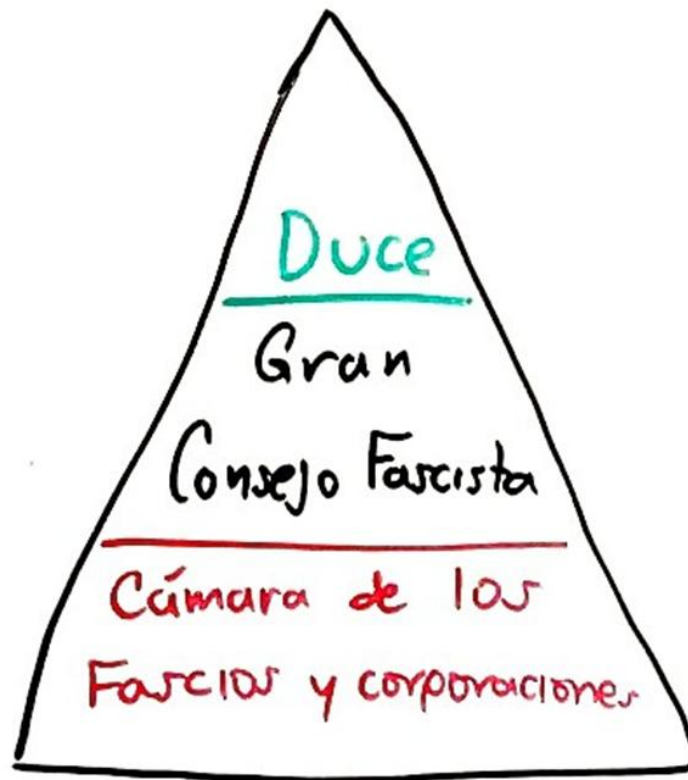 Duce
Gran
Consejo Fascista
Cámara de los
Fascios y corporaciones